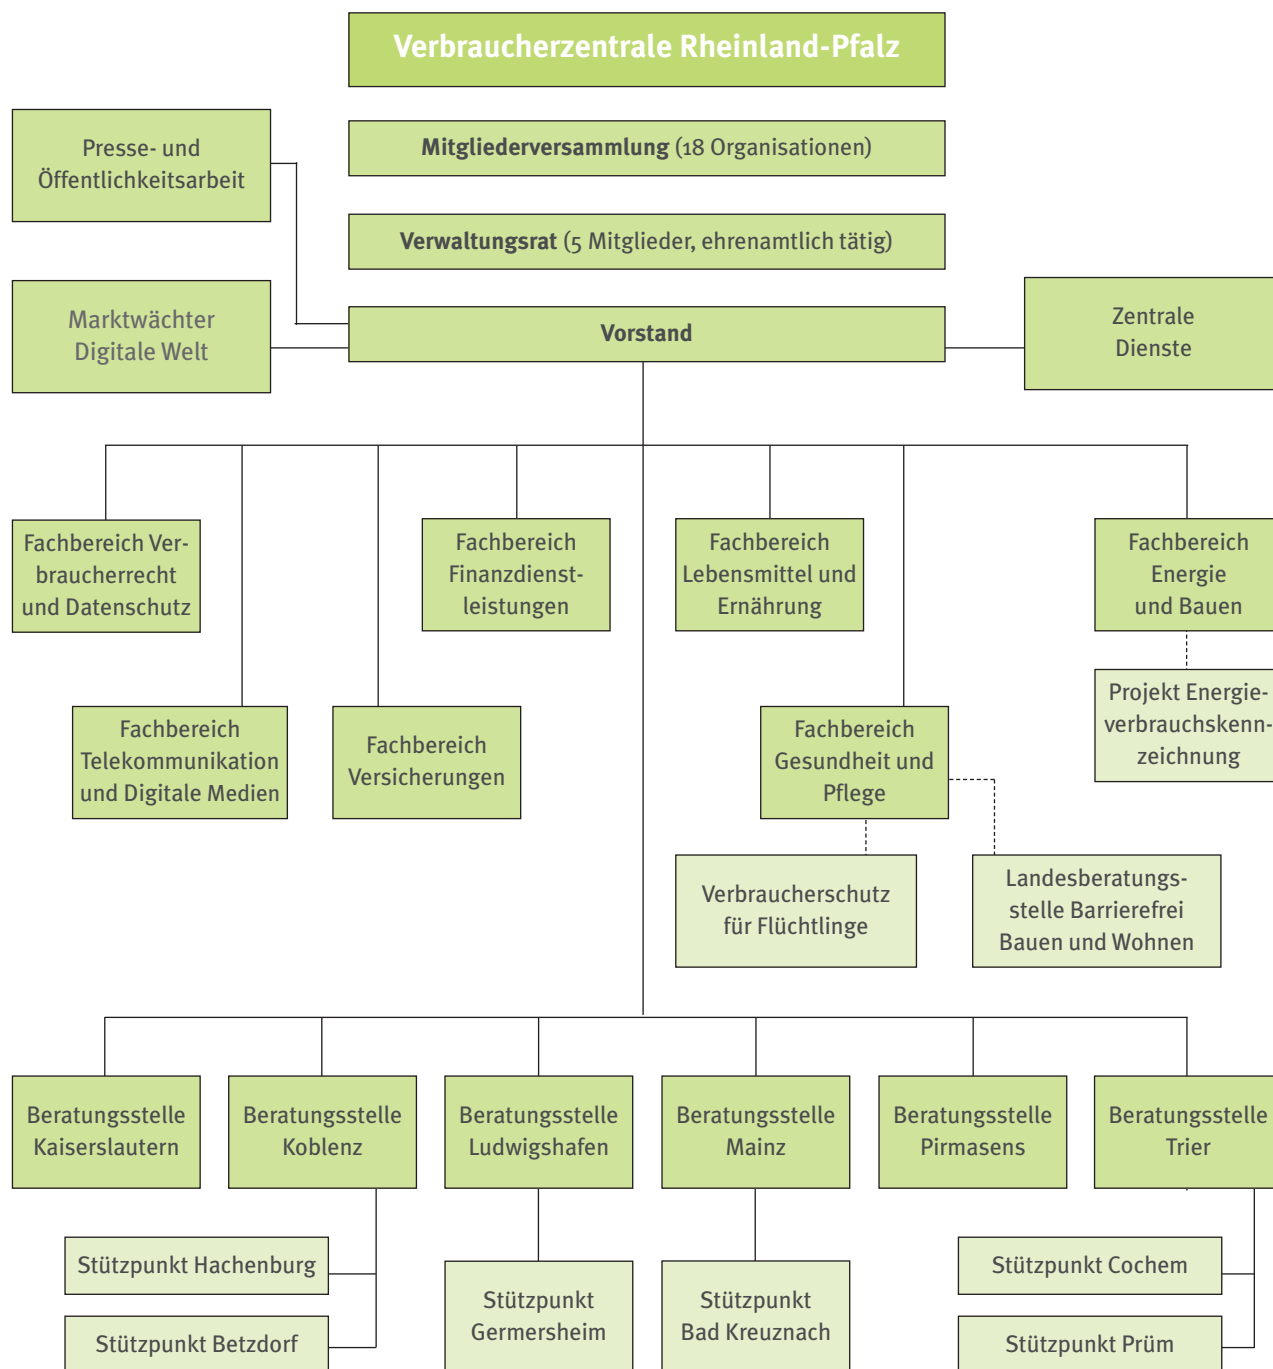 Verbraucherzentrale Rheinland-Pfalz
Presse- und
Öffentlichkeitsarbeit
Mitgliederversammlung (18 Organisationen)
Verwaltungsrat (5 Mitglieder, ehrenamtlich tätig)
Marktwächter
Digitale Welt
Vorstand
Zentrale
Dienste
Fachbereich Ver-
braucherrecht
und Datenschutz
Fachbereich
Finanzdienst-
leistungen
Fachbereich
Lebensmittel und
Ernährung
Fachbereich
Energie
und Bauen
Fachbereich
Telekommunikation
und Digitale Medien
Fachbereich
Versicherungen
Fachbereich
Gesundheit und
Pflege
Projekt Energie-
verbrauchskenn-
zeichnung
Verbraucherschutz
für Flüchtlinge
Landesberatungs-
stelle Barrierefrei
Bauen und Wohnen
Beratungsstelle
Kaiserslautern
Beratungsstelle
Koblenz
Beratungsstelle
Ludwigshafen
Beratungsstelle
Mainz
Beratungsstelle
Pirmasens
Beratungsstelle
Trier
Stützpunkt Hachenburg
Stützpunkt Betzdorf
Stützpunkt
Germersheim
Stützpunkt
Bad Kreuznach
Stützpunkt Cochem
Stützpunkt Prüm